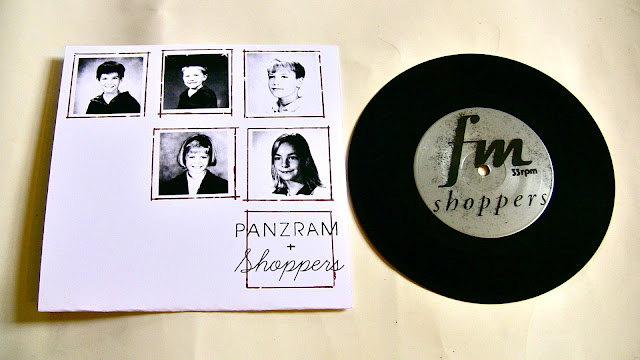 PANZRAM
+
Shoppers
fm
33rpm
shoppers